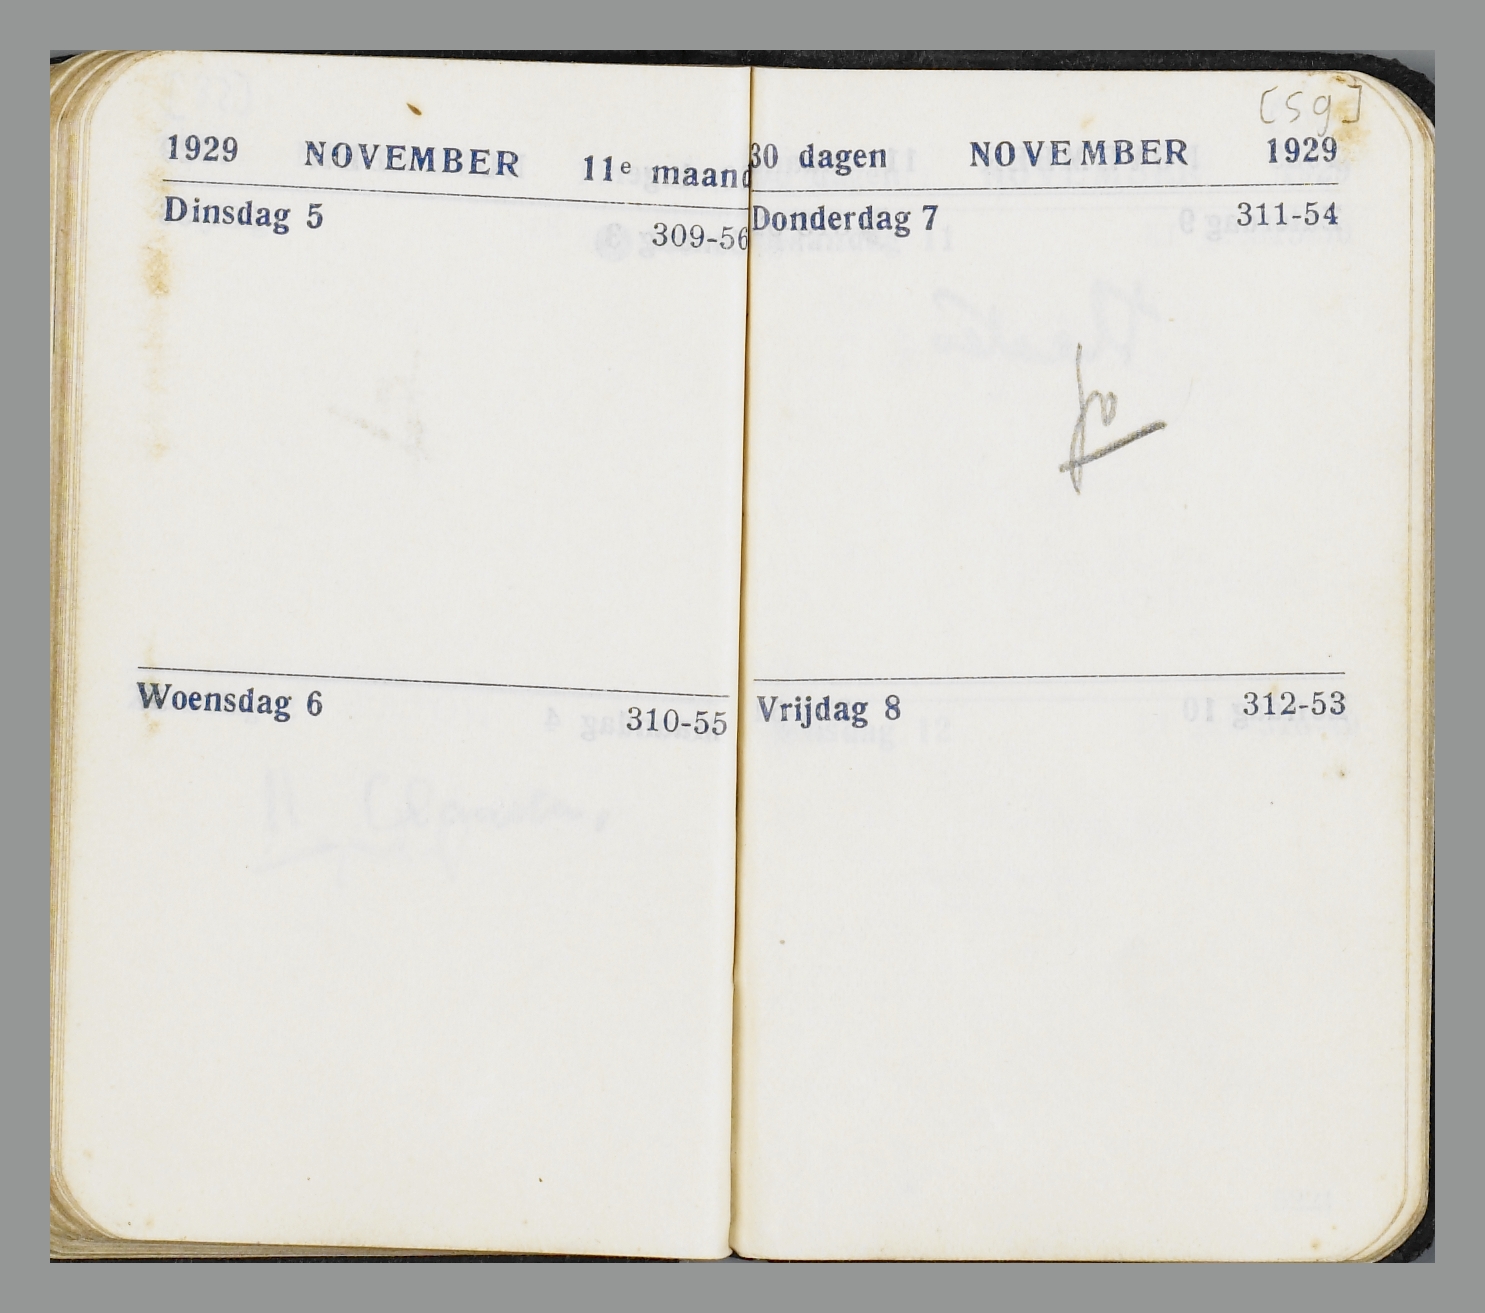 1929 NOVEMBER 11e maand
Dinsdag 5
309-56
Woensdag 6
310-55
[59]
30 dagen NOVEMBER 1929
Donderdag 7
311-54
Vrijdag 8
312-53